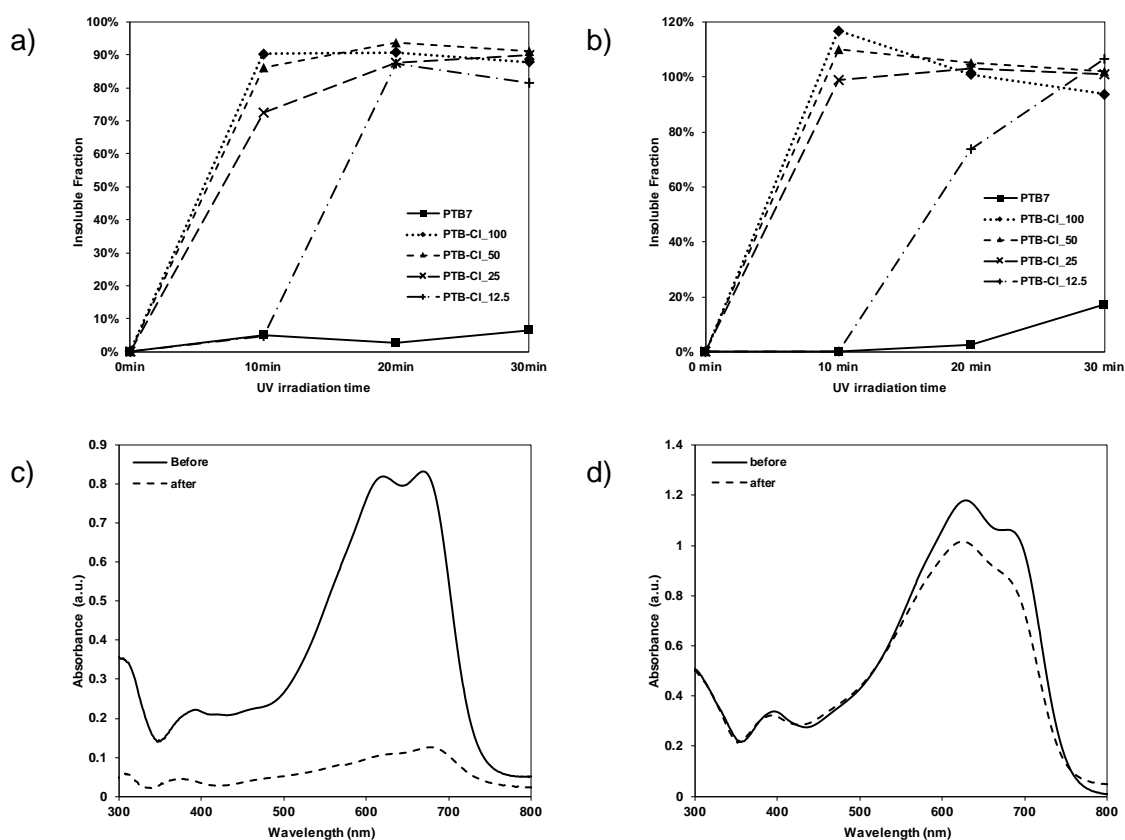 a)
100%
90%
80%
70%
60%
50%
40%
30%
20%
10%
0%
Insoluble Fraction
PTB7
PTB-Cl_100
PTB-Cl_50
PTB-Cl_25
PTB-Cl_12.5
0min 10min 20min 30min
UV irradiation time
b)
120%
100%
80%
60%
40%
20%
0%
Insoluble Fraction
PTB7
PTB-Cl_100
PTB-Cl_50
PTB-Cl_25
PTB-Cl_12.5
0 min 10 min 20 min 30 min
UV irradiation time
c)
0.9
0.8
0.7
0.6
0.5
0.4
0.3
0.2
0.1
0
Absorbance (a.u.)
Before
after
300 400 500 600 700 800
Wavelength (nm)
d)
1.4
1.2
1
0.8
0.6
0.4
0.2
0
Absorbance (a.u.)
before
after
300 400 500 600 700 800
Wavelength (nm)